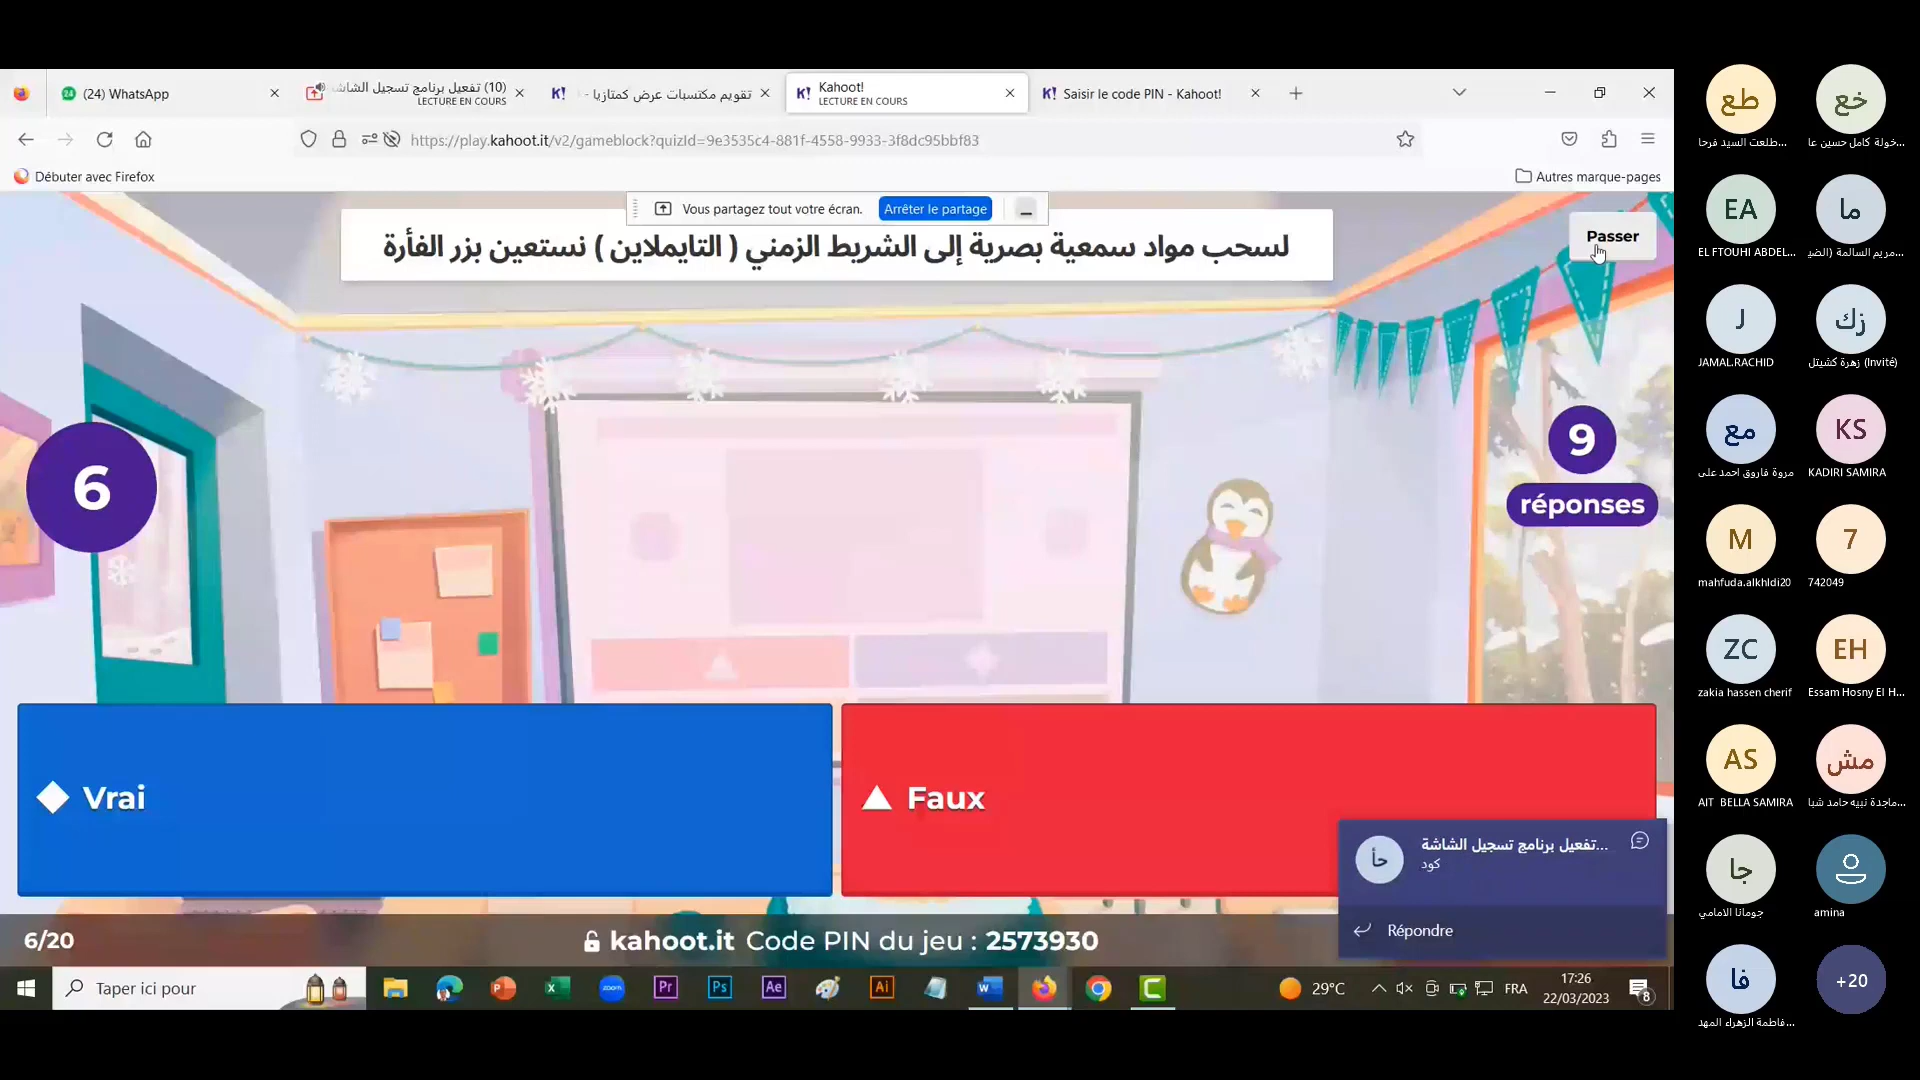 (24) WhatsApp
(10) تفعيل برنامج تسجيل الشاشة
LECTURE EN COURS
تقويم مكتسبات عرض كمتازيا -
Kahoot!
LECTURE EN COURS
Saisir le code PIN - Kahoot!
https://play.kahoot.it/v2/gameblock?quizId=9e3535c4-881f-4558-9933-3f8dc95bbf83
Débuter avec Firefox
Autres marque-pages
Vous partagez tout votre écran.
Arrêter le partage
لسحب مواد سمعية بصرية إلى الشريط الزمني ( التايملاين ) نستعين بزر الفأرة
Passer
6
9
réponses
Vrai
Faux
تفعيل برنامج تسجيل الشاشة...
كود
حأ
Répondre
6/20
kahoot.it Code PIN du jeu : 2573930
Taper ici pour
29°C
FRA
17:26
22/03/2023
8
طع
طلعت السيد فرحا...
خع
خولة كامل حسين عا...
EA
EL FTOUHI ABDEL...
ما
مريم السالمة (الضي...
J
JAMAL.RACHID
زك
زهرة كشيتل (Invité)
مع
مروة فاروق احمد على
KS
KADIRI SAMIRA
M
mahfuda.alkhldi20
7
742049
ZC
zakia hassen cherif
EH
Essam Hosny El H...
AS
AIT BELLA SAMIRA
مش
ماجدة نبيه حامد شبا...
جا
جومانا الامامي
amina
فا
فاطمة الزهراء المهد...
+20